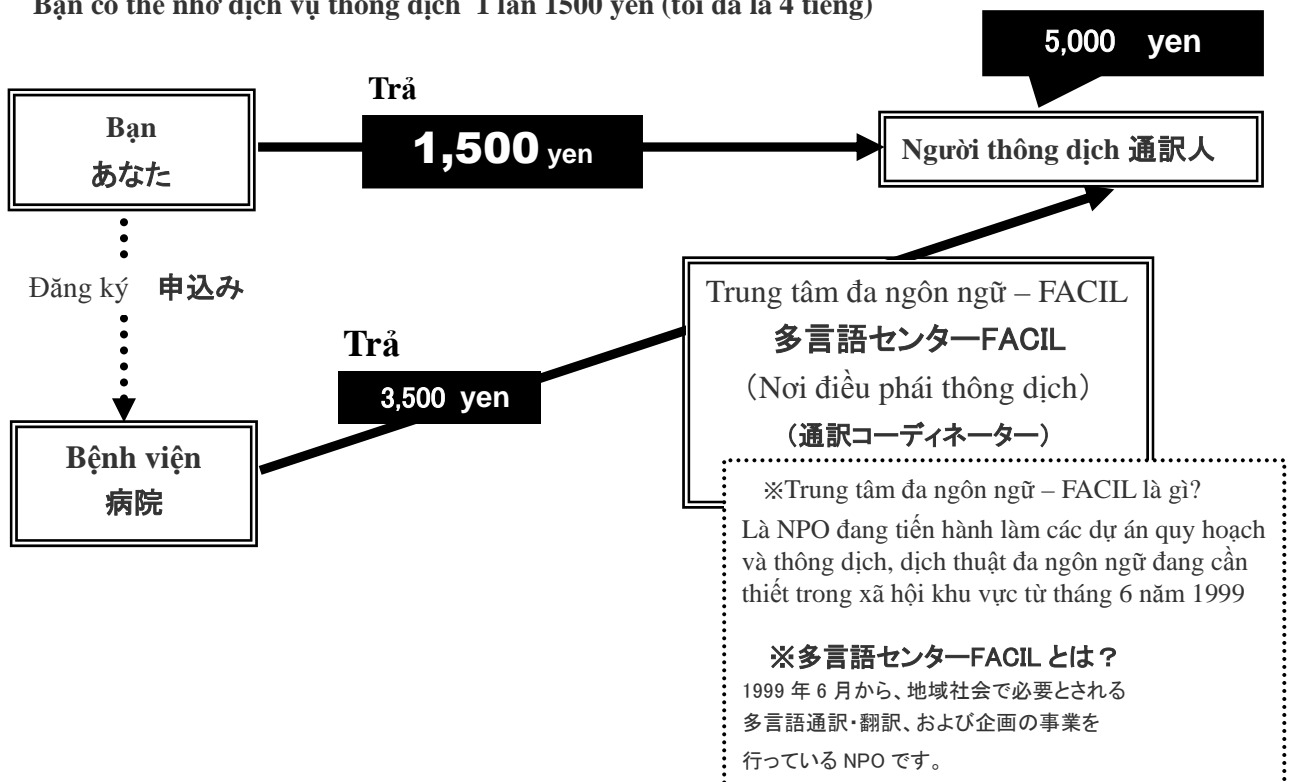 Bạn có thể nhờ dịch vụ thông dịch 1 lần 1500 yen (tối đa là 4 tiếng)
5,000 yen
Trả
Bạn
あなた
1,500 yen
Người thông dịch 通訳人
Đăng ký 申込み
Trả
3,500 yen
Bệnh viện
病院
Trung tâm đa ngôn ngữ – FACIL
多言語センターFACIL
(Nơi điều phái thông dịch)
(通訳コーディネーター)
※Trung tâm đa ngôn ngữ – FACIL là gì?
Là NPO đang tiến hành làm các dự án quy hoạch
và thông dịch, dịch thuật đa ngôn ngữ đang cần
thiết trong xã hội khu vực từ tháng 6 năm 1999
※多言語センターFACIL とは？
1999 年 6 月から、地域社会で必要とされる
多言語通訳・翻訳、および企画の事業を
行っている NPO です。